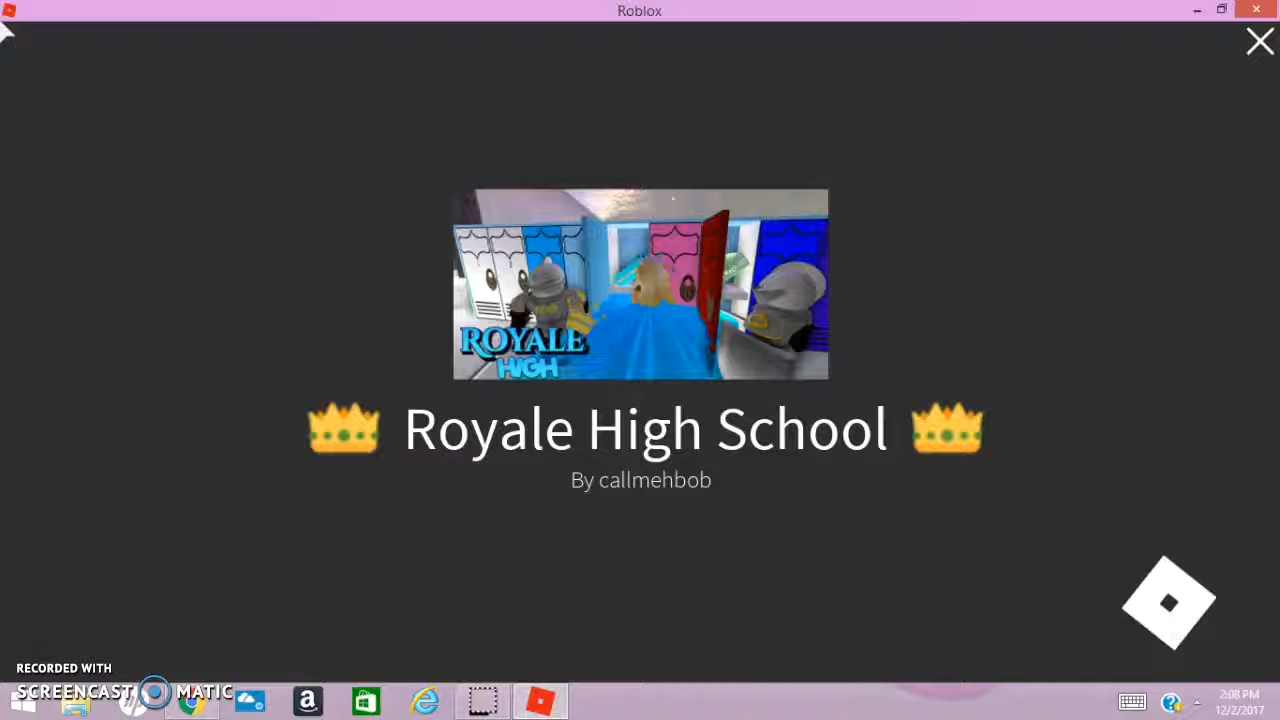 Roblox
ROYALE
HIGH
Royale High School
By callmehbob
RECORDED WITH
SCREENCAST MATIC
2:08 PM
12/2/2017